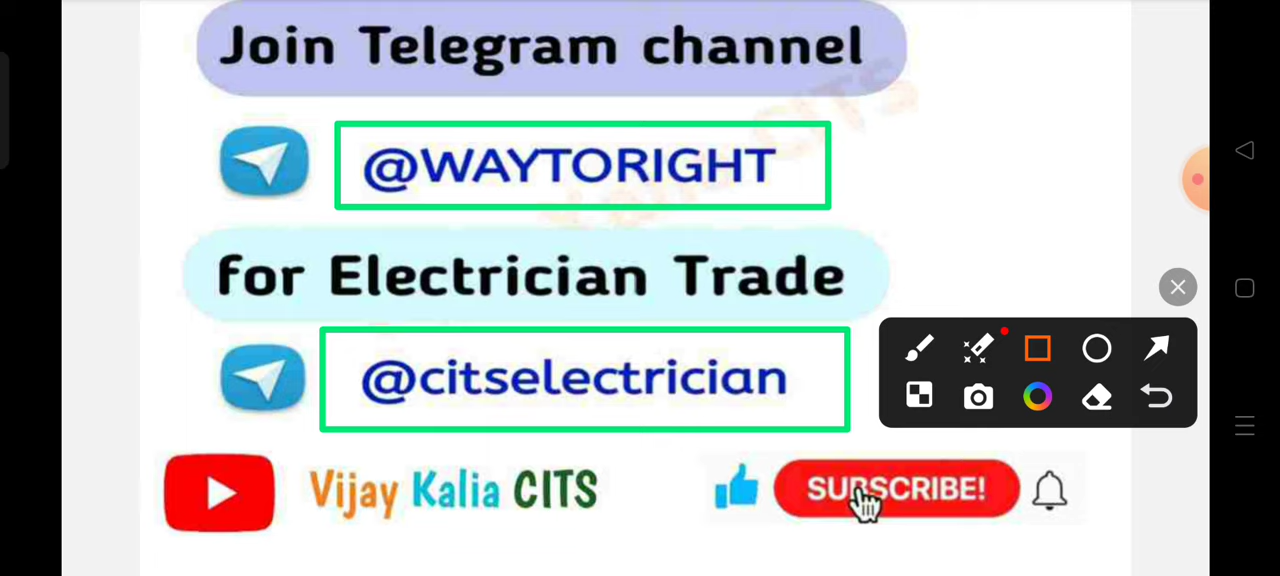 Join Telegram channel
@WAYTORIGHT
for Electrician Trade
@citselectrician
Vijay Kalia CITS
SUBSCRIBE!